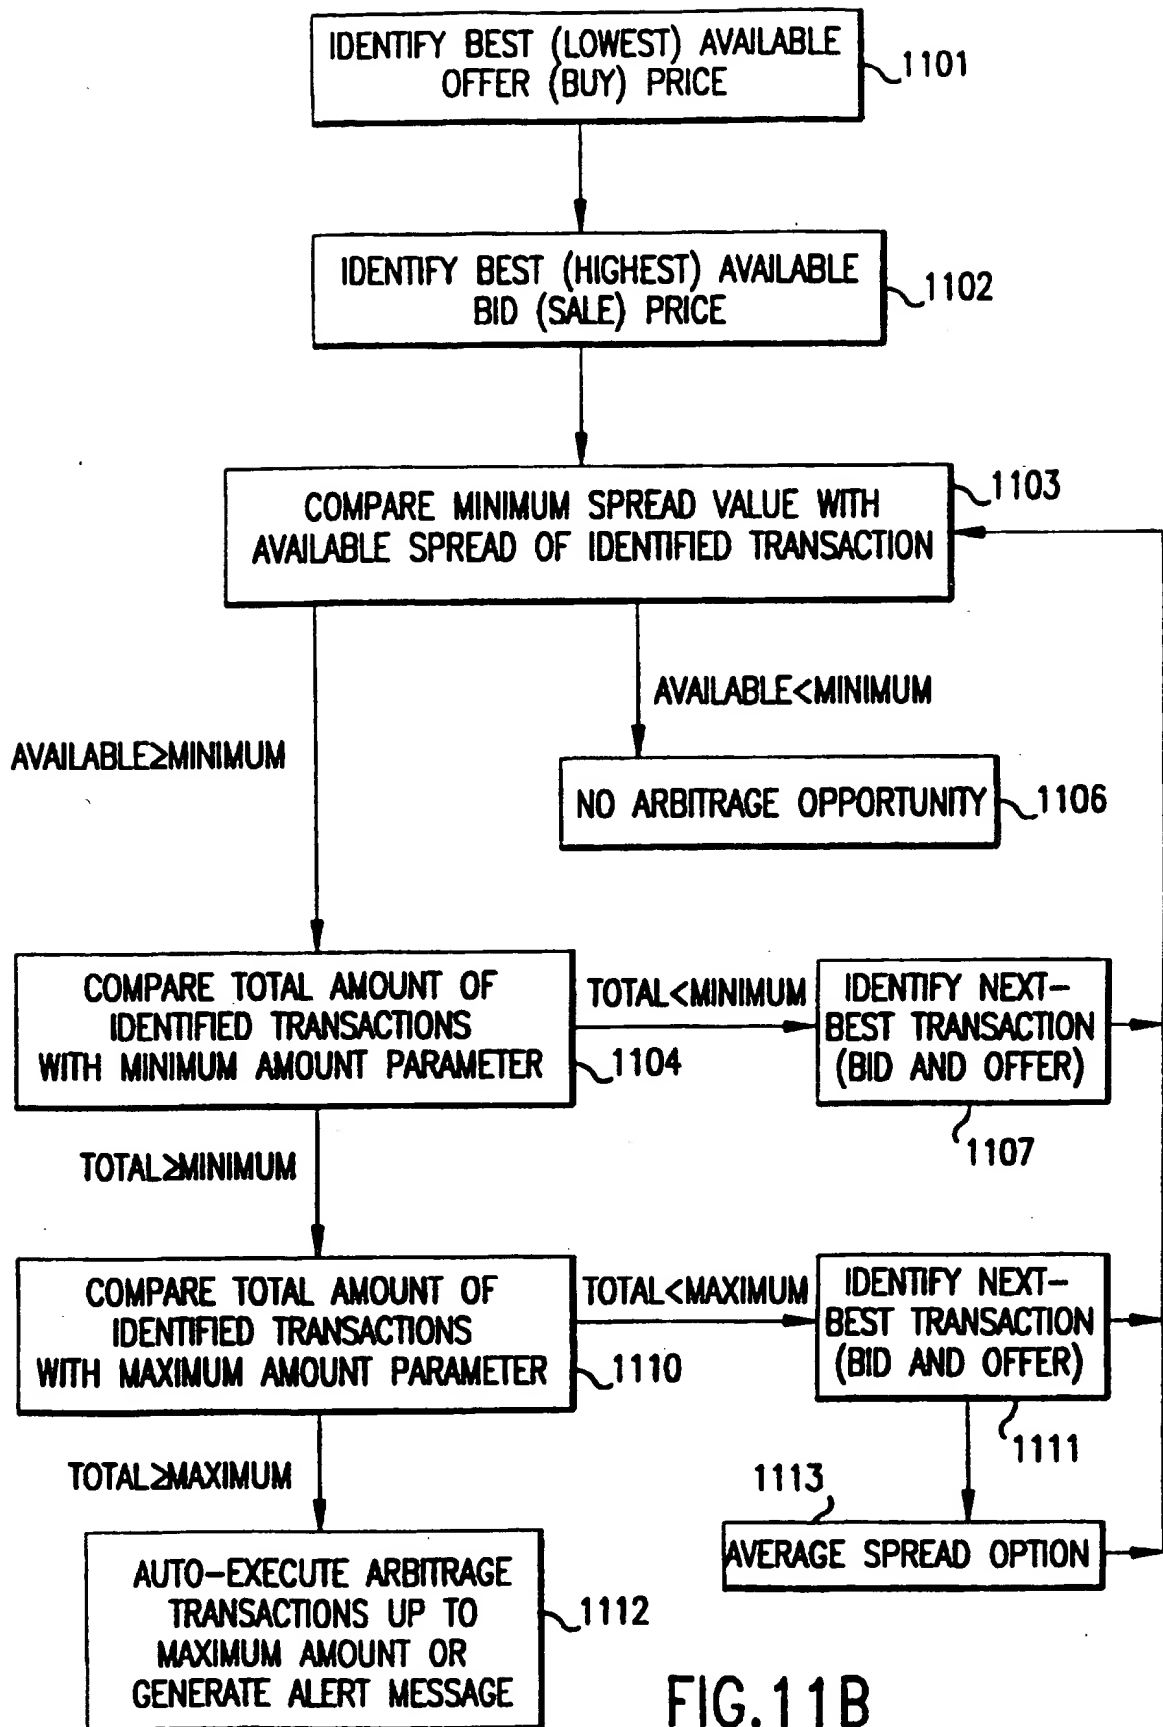 IDENTIFY BEST (LOWEST) AVAILABLE
OFFER (BUY) PRICE
1101
IDENTIFY BEST (HIGHEST) AVAILABLE
BID (SALE) PRICE
1102
COMPARE MINIMUM SPREAD VALUE WITH
AVAILABLE SPREAD OF IDENTIFIED TRANSACTION
1103
AVAILABLE<MINIMUM
AVAILABLE≥MINIMUM
NO ARBITRAGE OPPORTUNITY
1106
COMPARE TOTAL AMOUNT OF
IDENTIFIED TRANSACTIONS
WITH MINIMUM AMOUNT PARAMETER
1104
TOTAL<MINIMUM
IDENTIFY NEXT-
BEST TRANSACTION
(BID AND OFFER)
1107
TOTAL≥MINIMUM
COMPARE TOTAL AMOUNT OF
IDENTIFIED TRANSACTIONS
WITH MAXIMUM AMOUNT PARAMETER
1110
TOTAL<MAXIMUM
IDENTIFY NEXT-
BEST TRANSACTION
(BID AND OFFER)
1111
TOTAL≥MAXIMUM
1113
AVERAGE SPREAD OPTION
AUTO-EXECUTE ARBITRAGE
TRANSACTIONS UP TO
MAXIMUM AMOUNT OR
GENERATE ALERT MESSAGE
1112
FIG.11B